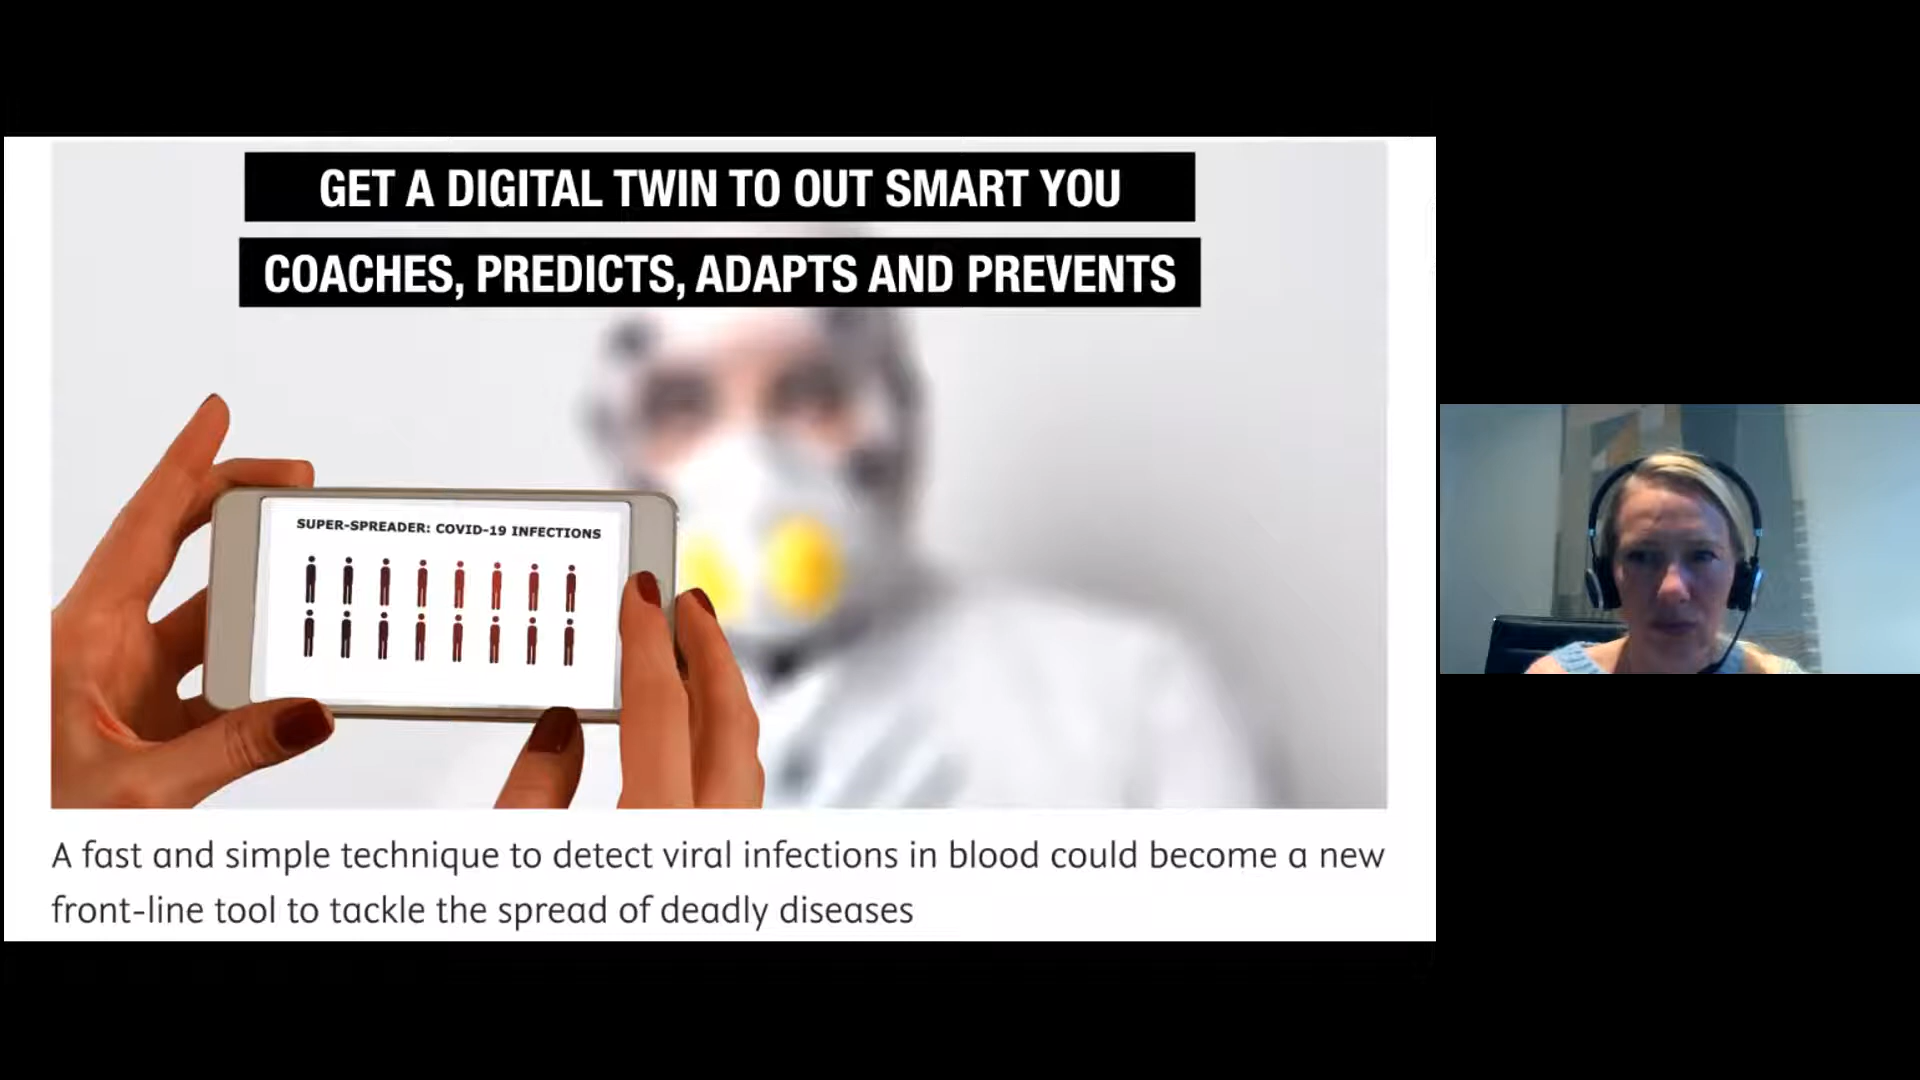 GET A DIGITAL TWIN TO OUT SMART YOU
COACHES, PREDICTS, ADAPTS AND PREVENTS
SUPER-SPREADER: COVID-19 INFECTIONS
A fast and simple technique to detect viral infections in blood could become a new
front-line tool to tackle the spread of deadly diseases